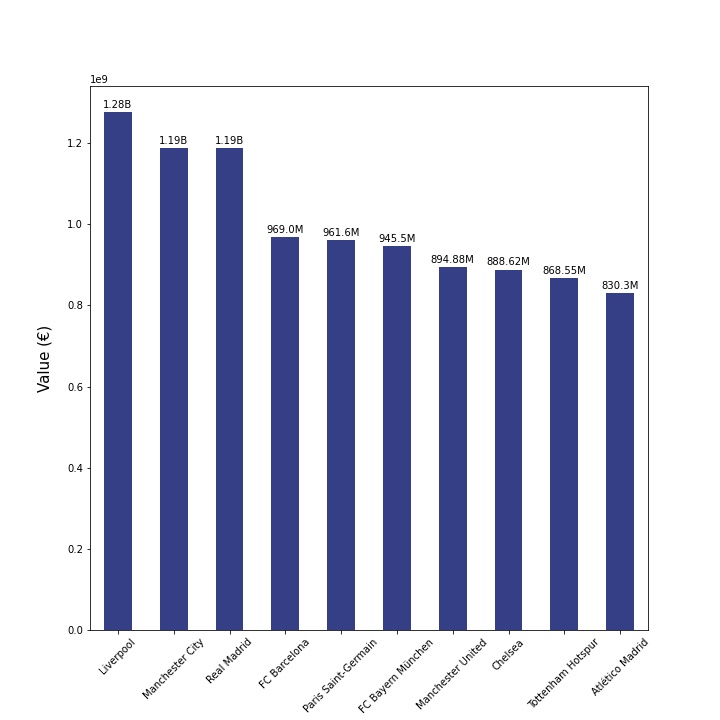 1e9
1.28B
1.19B
1.19B
969.0M
961.6M
945.5M
894.88M
888.62M
868.55M
830.3M
1.2
1.0
0.8
0.6
0.4
0.2
0.0
Value (€)
Liverpool
Manchester City
Real Madrid
FC Barcelona
Paris Saint-Germain
FC Bayern München
Manchester United
Chelsea
Tottenham Hotspur
Atlético Madrid